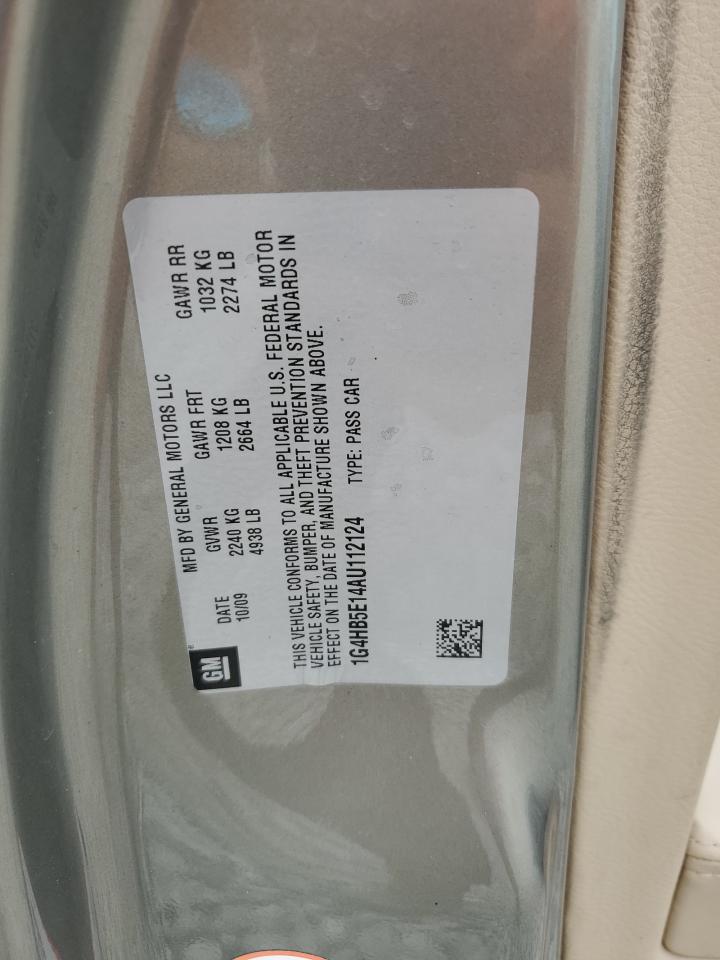 GM
MFD BY GENERAL MOTORS LLC
DATE GVWR GAWR FRT GAWR RR
10/09 2240 KG 1208 KG 1032 KG
4938 LB 2664 LB 2274 LB
THIS VEHICLE CONFORMS TO ALL APPLICABLE U.S. FEDERAL MOTOR
VEHICLE SAFETY, BUMPER, AND THEFT PREVENTION STANDARDS IN
EFFECT ON THE DATE OF MANUFACTURE SHOWN ABOVE.
1G4HB5E14AU112124 TYPE: PASS CAR